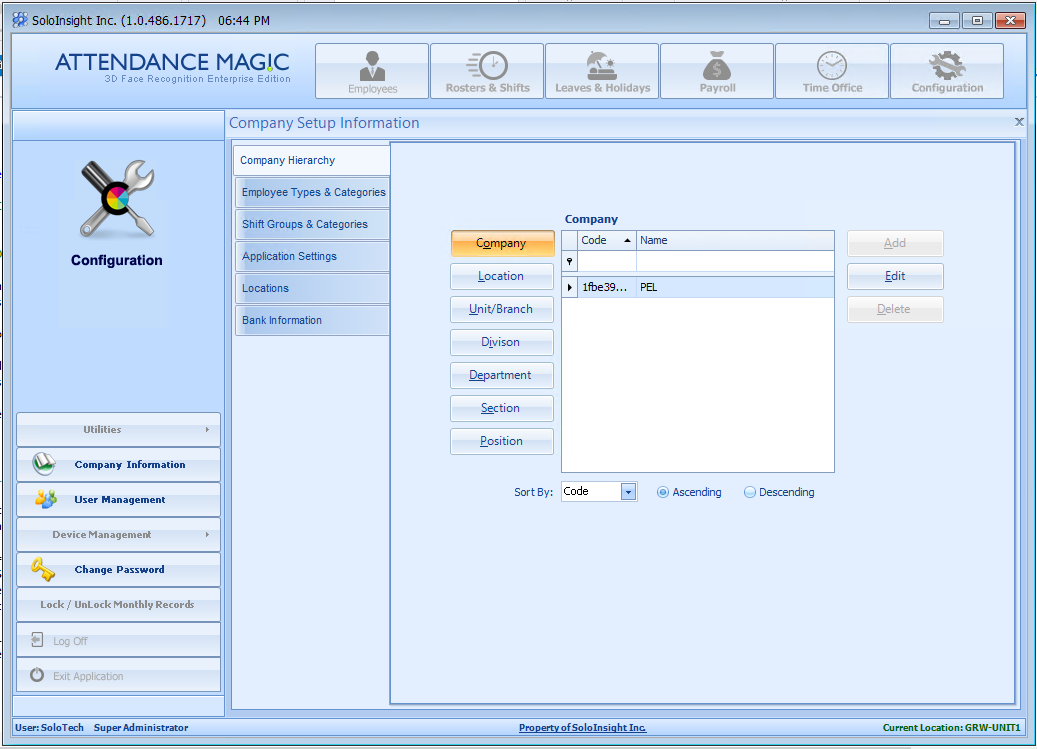 SoloInsight Inc. (1.0.486.1717) 06:44 PM
ATTENDANCE MAGIC
3D Face Recognition Enterprise Edition
Employees
Rosters & Shifts
Leaves & Holidays
Payroll
Time Office
Configuration
Company Setup Information
Configuration
Utilities
Company Information
User Management
Device Management
Change Password
Lock / UnLock Monthly Records
Log Off
Exit Application
Company Hierarchy
Employee Types & Categories
Shift Groups & Categories
Application Settings
Locations
Bank Information
Company
Location
Unit/Branch
Divison
Department
Section
Position
Company
Code Name
1fbe39... PEL
Add
Edit
Delete
Sort By: Code Ascending Descending
User: SoloTech Super Administrator
Property of SoloInsight Inc.
Current Location: GRW-UNIT1